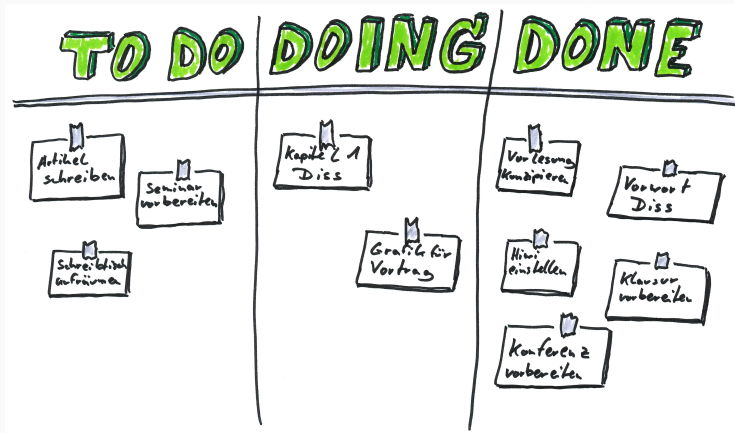 TO DO
DOING
DONE
Artikel
schreiben
Seminar
vorbereiten
Schreibtisch
aufräumen
Kapitel 1
Diss
Grafik für
Vortrag
Vorlesung
konzipieren
Vorwort
Diss
Hiwi
einstellen
Klausur
vorbereiten
Konferenz
vorbereiten